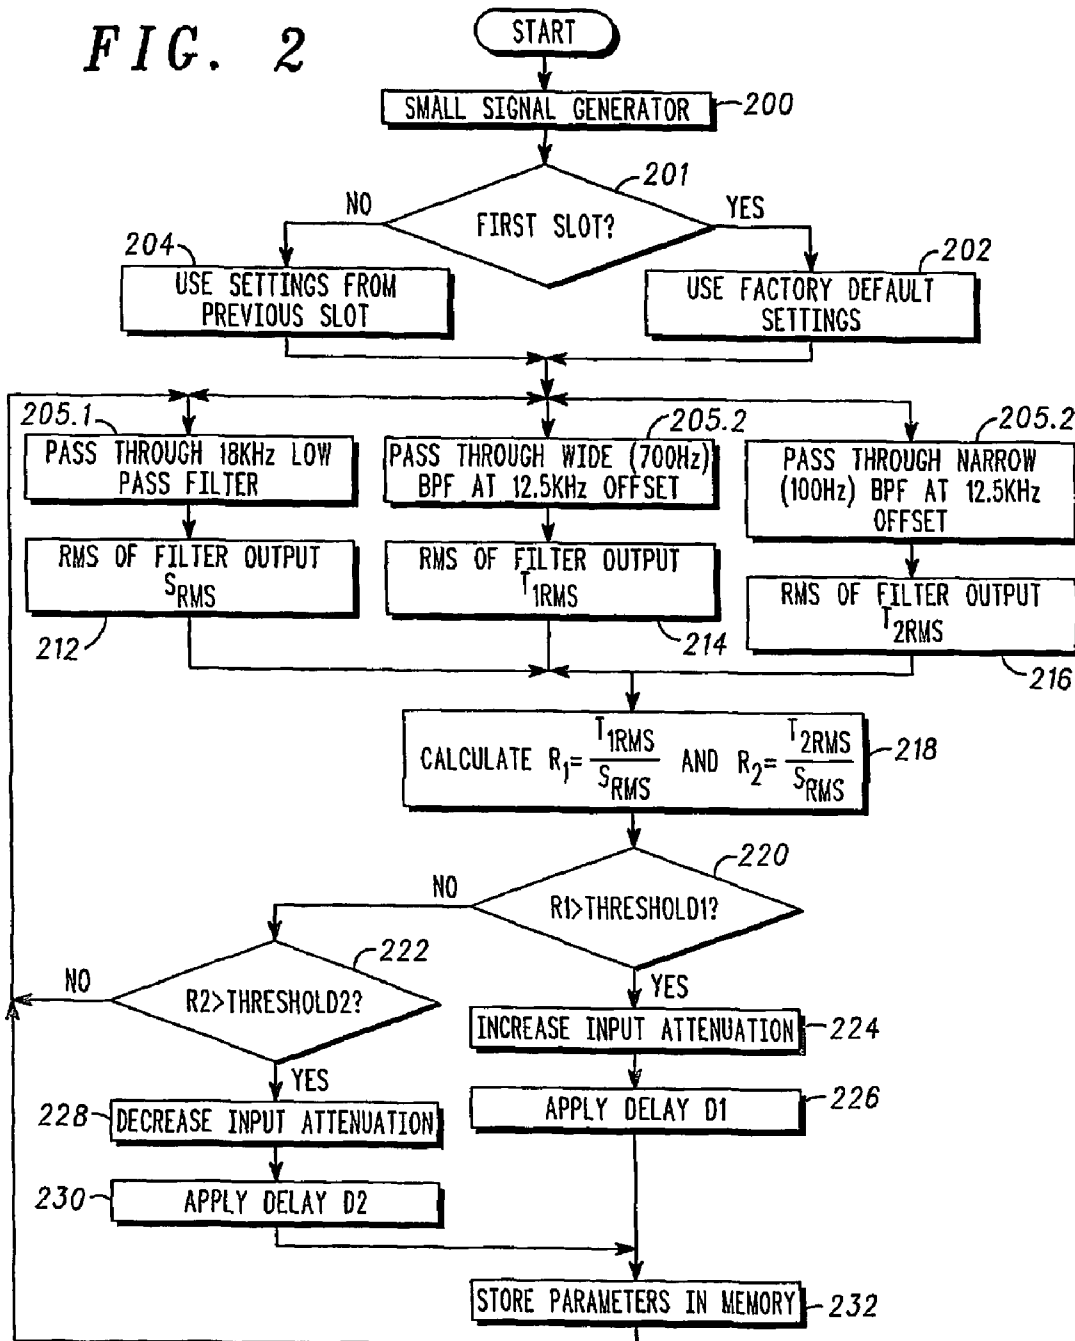 FIG. 2
START
SMALL SIGNAL GENERATOR
200
201
FIRST SLOT?
NO
YES
204
USE SETTINGS FROM
PREVIOUS SLOT
202
USE FACTORY DEFAULT
SETTINGS
205.1
PASS THROUGH 18KHz LOW
PASS FILTER
205.2
PASS THROUGH WIDE (700Hz)
BPF AT 12.5KHz OFFSET
205.2
PASS THROUGH NARROW
(100Hz) BPF AT 12.5KHz
OFFSET
RMS OF FILTER OUTPUT
SRMS
212
RMS OF FILTER OUTPUT
T1RMS
214
RMS OF FILTER OUTPUT
T2RMS
216
CALCULATE R1= T1RMS/SRMS AND R2= T2RMS/SRMS
218
220
R1>THRESHOLD1?
NO
YES
222
R2>THRESHOLD2?
NO
YES
INCREASE INPUT ATTENUATION
224
APPLY DELAY D1
226
228
DECREASE INPUT ATTENUATION
230
APPLY DELAY D2
STORE PARAMETERS IN MEMORY
232